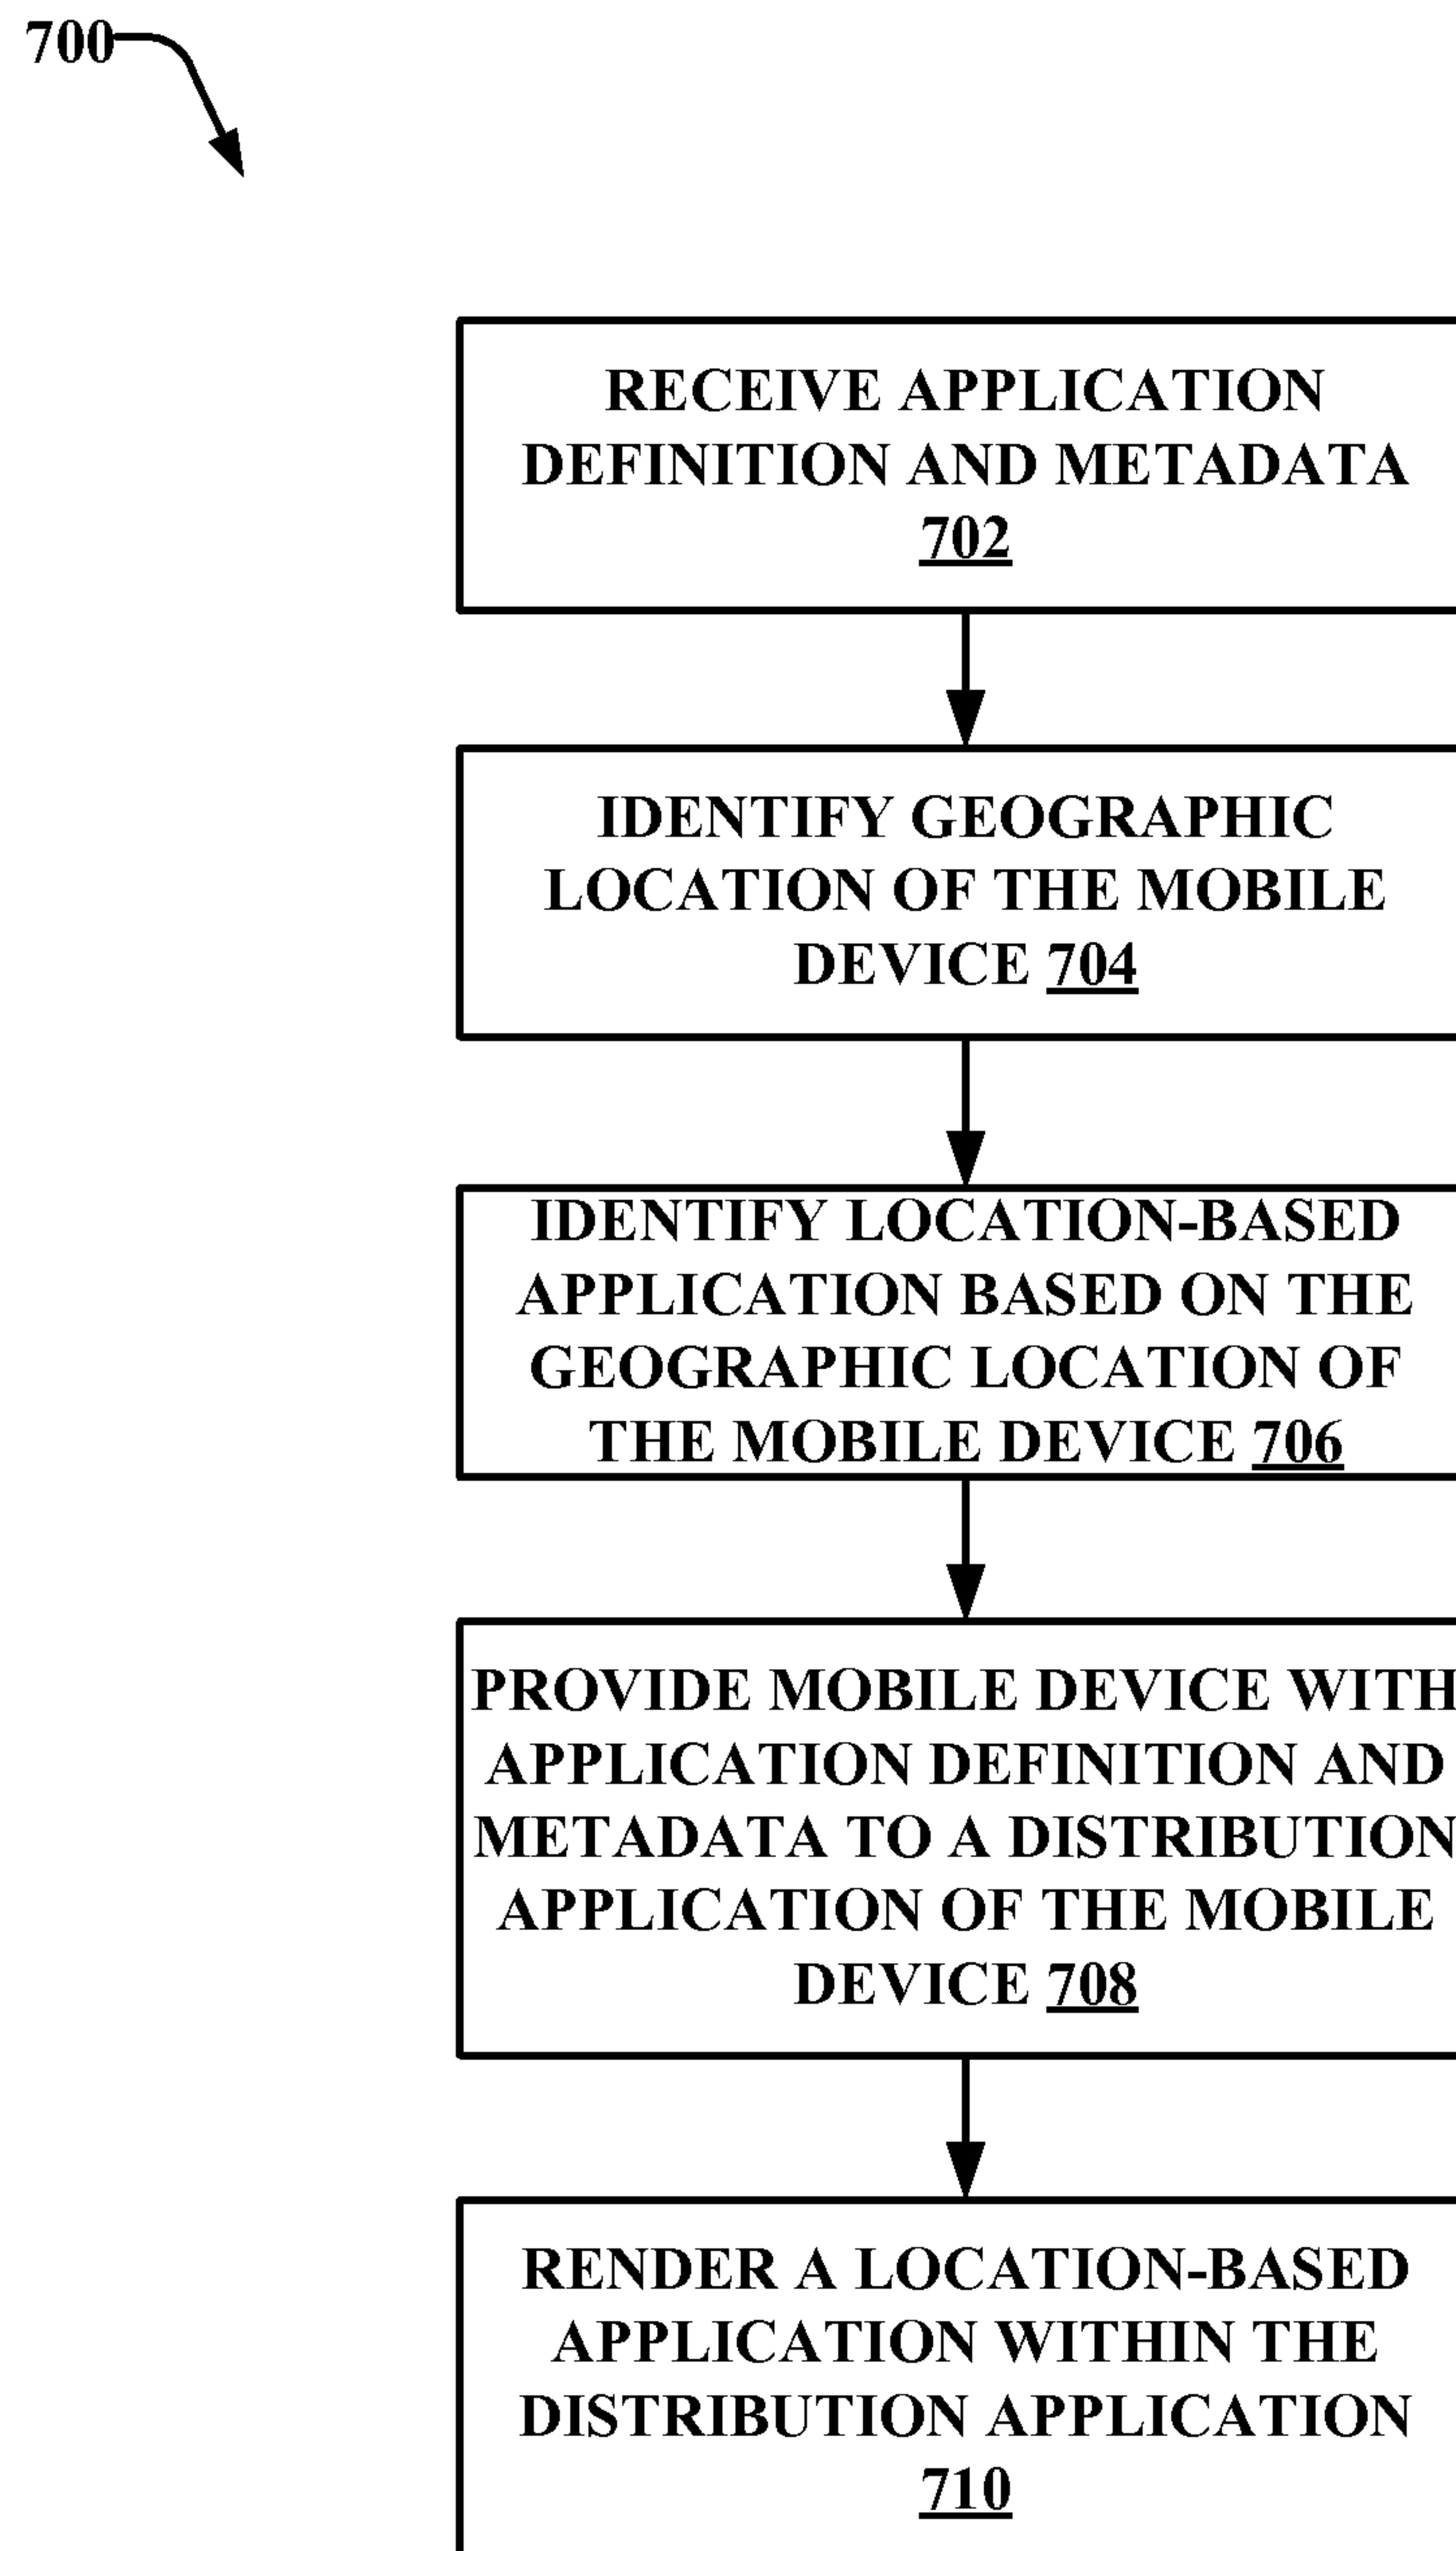 700
RECEIVE APPLICATION
DEFINITION AND METADATA
702
IDENTIFY GEOGRAPHIC
LOCATION OF THE MOBILE
DEVICE 704
IDENTIFY LOCATION-BASED
APPLICATION BASED ON THE
GEOGRAPHIC LOCATION OF
THE MOBILE DEVICE 706
PROVIDE MOBILE DEVICE WITH
APPLICATION DEFINITION AND
METADATA TO A DISTRIBUTION
APPLICATION OF THE MOBILE
DEVICE 708
RENDER A LOCATION-BASED
APPLICATION WITHIN THE
DISTRIBUTION APPLICATION
710